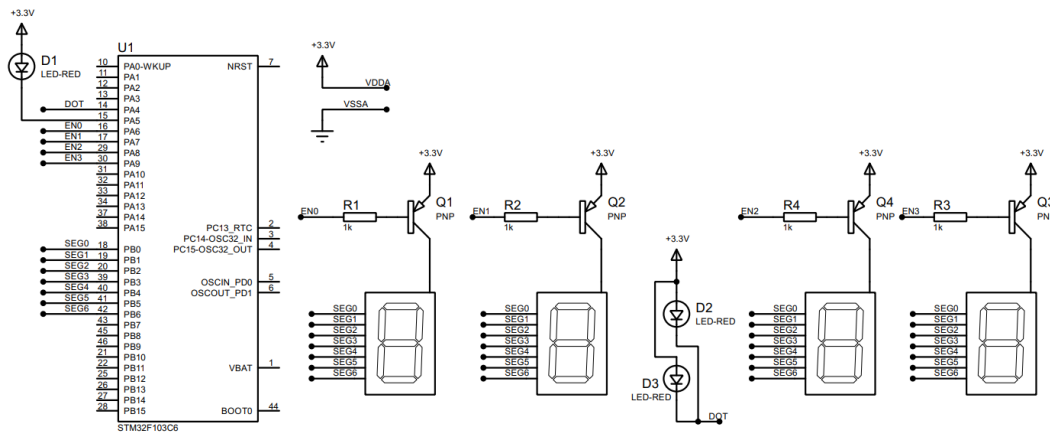 +3.3V
D1
LED-RED
U1
STM32F103C6
10 PA0-WKUP
11 PA1
12 PA2
13 PA3
DOT 14 PA4
15 PA5
EN0 16 PA6
EN1 17 PA7
EN2 29 PA8
EN3 30 PA9
31 PA10
32 PA11
33 PA12
34 PA13
37 PA14
38 PA15
SEG0 18 PB0
SEG1 19 PB1
SEG2 20 PB2
SEG3 39 PB3
SEG4 40 PB4
SEG5 41 PB5
SEG6 42 PB6
43 PB7
45 PB8
46 PB9
21 PB10
22 PB11
25 PB12
26 PB13
27 PB14
28 PB15
NRST 7
PC13_RTC 2
PC14-OSC32_IN 3
PC15-OSC32_OUT 4
OSCIN_PD0 5
OSCOUT_PD1 6
VBAT 1
BOOT0 44
+3.3V
VDDA
VSSA
+3.3V
EN0
R1
1k
Q1
PNP
SEG0
SEG1
SEG2
SEG3
SEG4
SEG5
SEG6
+3.3V
EN1
R2
1k
Q2
PNP
SEG0
SEG1
SEG2
SEG3
SEG4
SEG5
SEG6
+3.3V
D2
LED-RED
D3
LED-RED
DOT
+3.3V
EN2
R4
1k
Q4
PNP
SEG0
SEG1
SEG2
SEG3
SEG4
SEG5
SEG6
+3.3V
EN3
R3
1k
Q3
PNP
SEG0
SEG1
SEG2
SEG3
SEG4
SEG5
SEG6